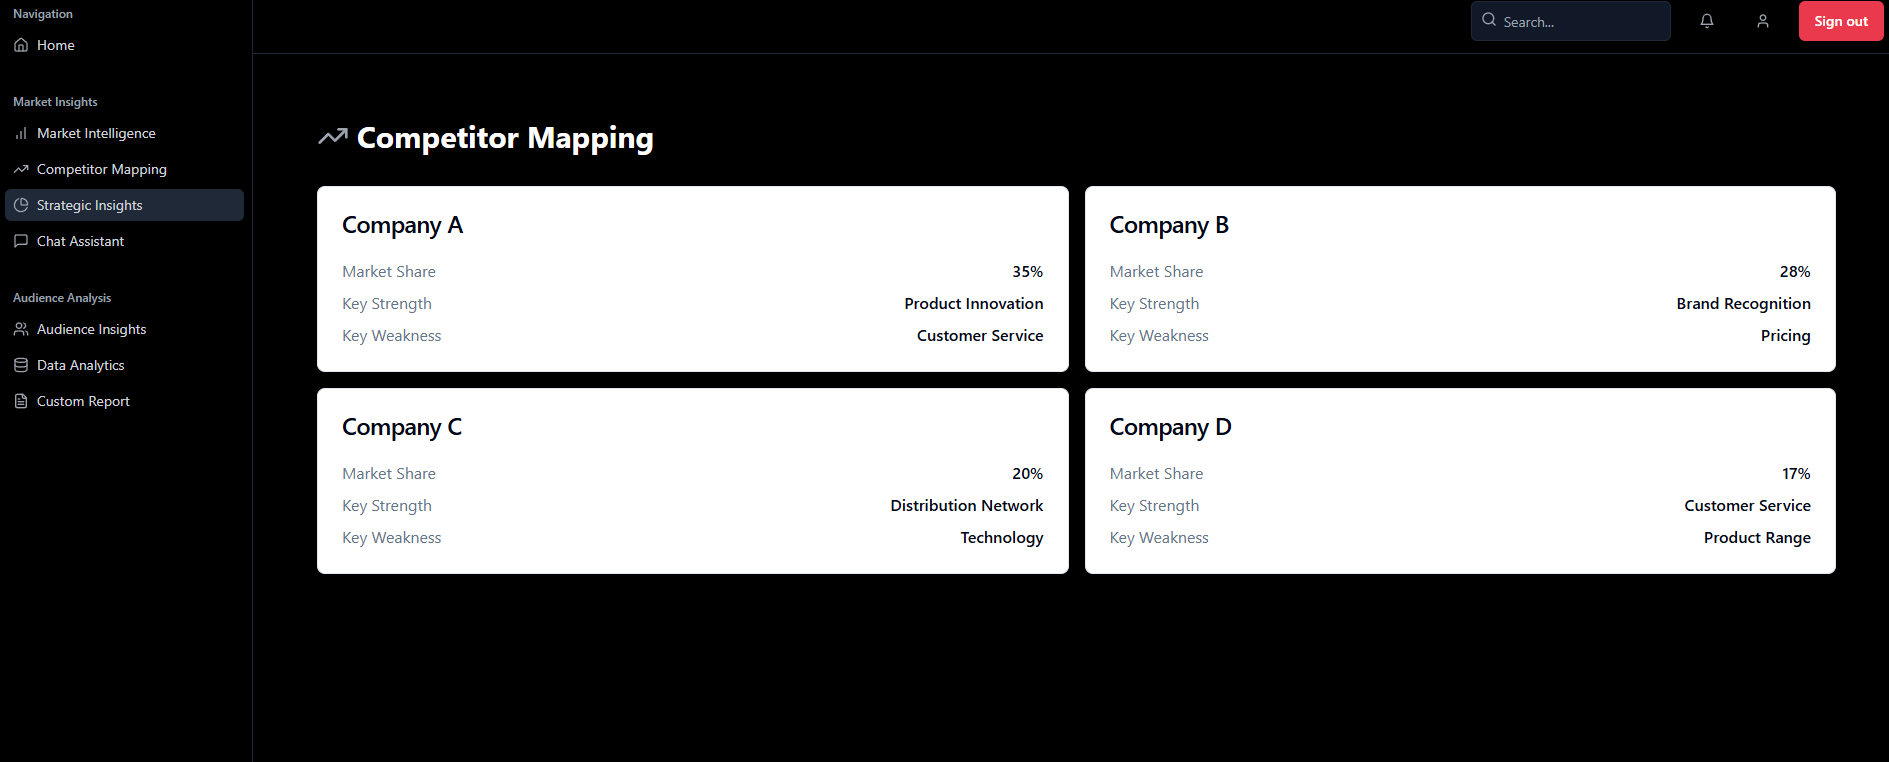 Navigation
Home
Market Insights
Market Intelligence
Competitor Mapping
Strategic Insights
Chat Assistant
Audience Analysis
Audience Insights
Data Analytics
Custom Report
Search...
Sign out
Competitor Mapping
Company A
Market Share 35%
Key Strength Product Innovation
Key Weakness Customer Service
Company B
Market Share 28%
Key Strength Brand Recognition
Key Weakness Pricing
Company C
Market Share 20%
Key Strength Distribution Network
Key Weakness Technology
Company D
Market Share 17%
Key Strength Customer Service
Key Weakness Product Range